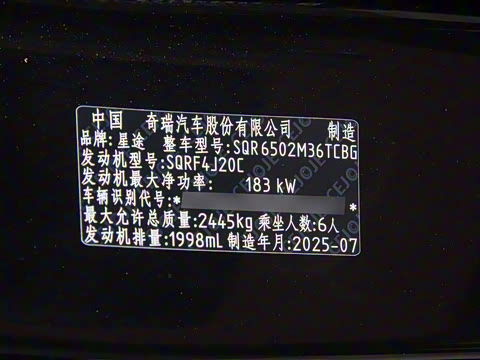 中国 奇瑞汽车股份有限公司 制造
品牌:星途 整车型号:SQR6502M36TCBG
发动机型号:SQRF4J20C
发动机最大净功率: 183 kW
车辆识别代号:* *
最大允许总质量:2445kg 乘坐人数:6人
发动机排量:1998mL 制造年月:2025-07